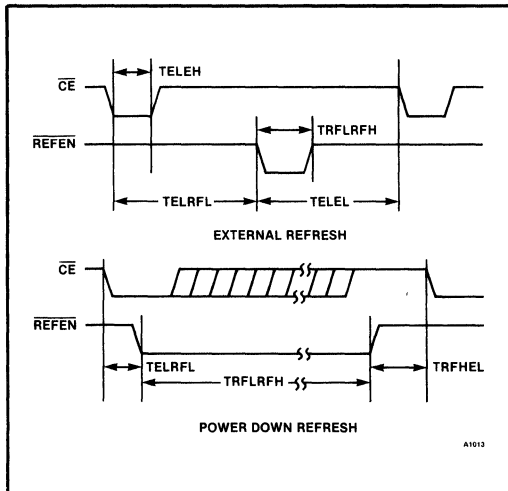 TELEH
CE
TRFLRFH
REFEN
TELRFL
TELEL
EXTERNAL REFRESH
CE
REFEN
TELRFL
TRFLRFH
TRFHEL
POWER DOWN REFRESH
A1013